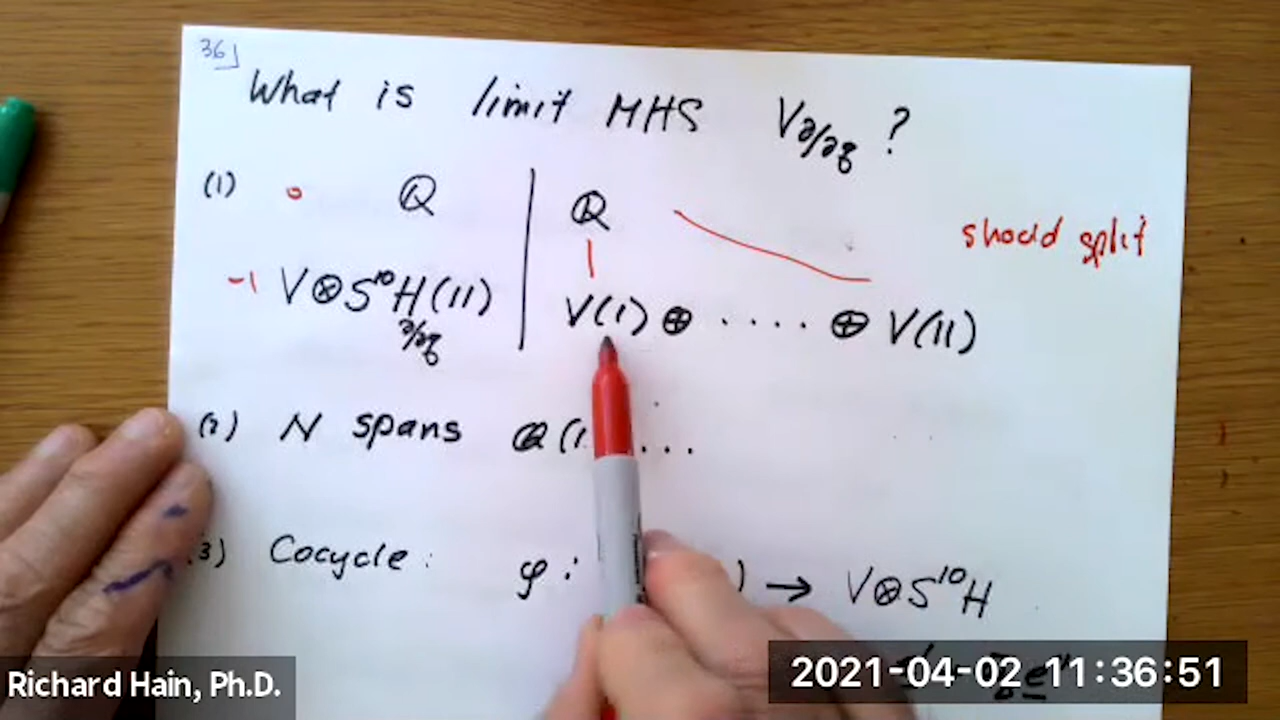 36
What is limit MHS V∂/∂q ?
(1) 0 Q | Q should split
-1 V⊗S¹⁰H(11) | V(1) ⊕ ···· ⊕ V(11)
∂/∂q
(2) N spans Q(1 ...
(3) Cocycle: φ: ) → V⊗S¹⁰H
Richard Hain, Ph.D.
2021-04-02 11:36:51